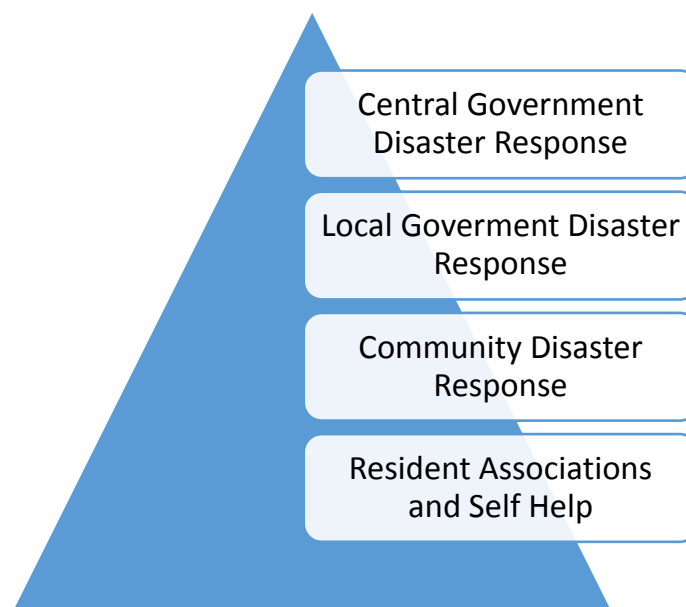 Central Government
Disaster Response
Local Goverment Disaster
Response
Community Disaster
Response
Resident Associations
and Self Help